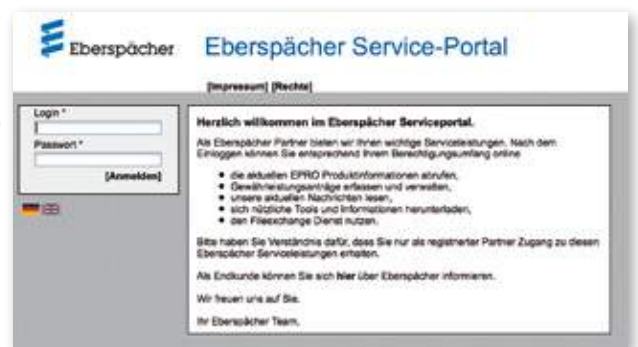 Eberspächer
Eberspächer Service-Portal
[Impressum] [Rechte]
Login *
Passwort *
[Anmelden]
Herzlich willkommen im Eberspächer Serviceportal.
Als Eberspächer Partner bieten wir Ihnen wichtige Serviceleistungen. Nach dem
Einloggen können Sie entsprechend Ihrem Berechtigungsumfang online
die aktuellen EPRO Produktinformationen abrufen,
Gewährleistungsanträge erfassen und verwalten,
unsere aktuellen Nachrichten lesen,
sich nützliche Tools und Informationen herunterladen,
den Fileexchange Dienst nutzen.
Bitte haben Sie Verständnis dafür, dass Sie nur als registrierter Partner Zugang zu diesen
Eberspächer Serviceleistungen erhalten.
Als Endkunde können Sie sich hier über Eberspächer informieren.
Wir freuen uns auf Sie.
Ihr Eberspächer Team.